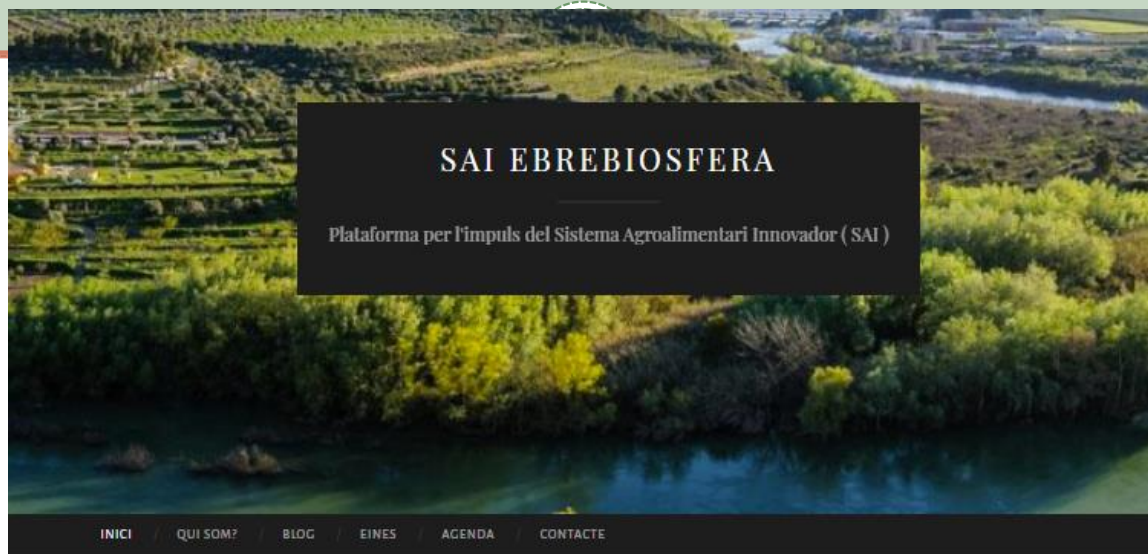 SAI EBREBIOSFERA
Plataforma per l'impuls del Sistema Agroalimentari Innovador ( SAI )
INICI / QUI SOM? / BLOG / EINES / AGENDA / CONTACTE